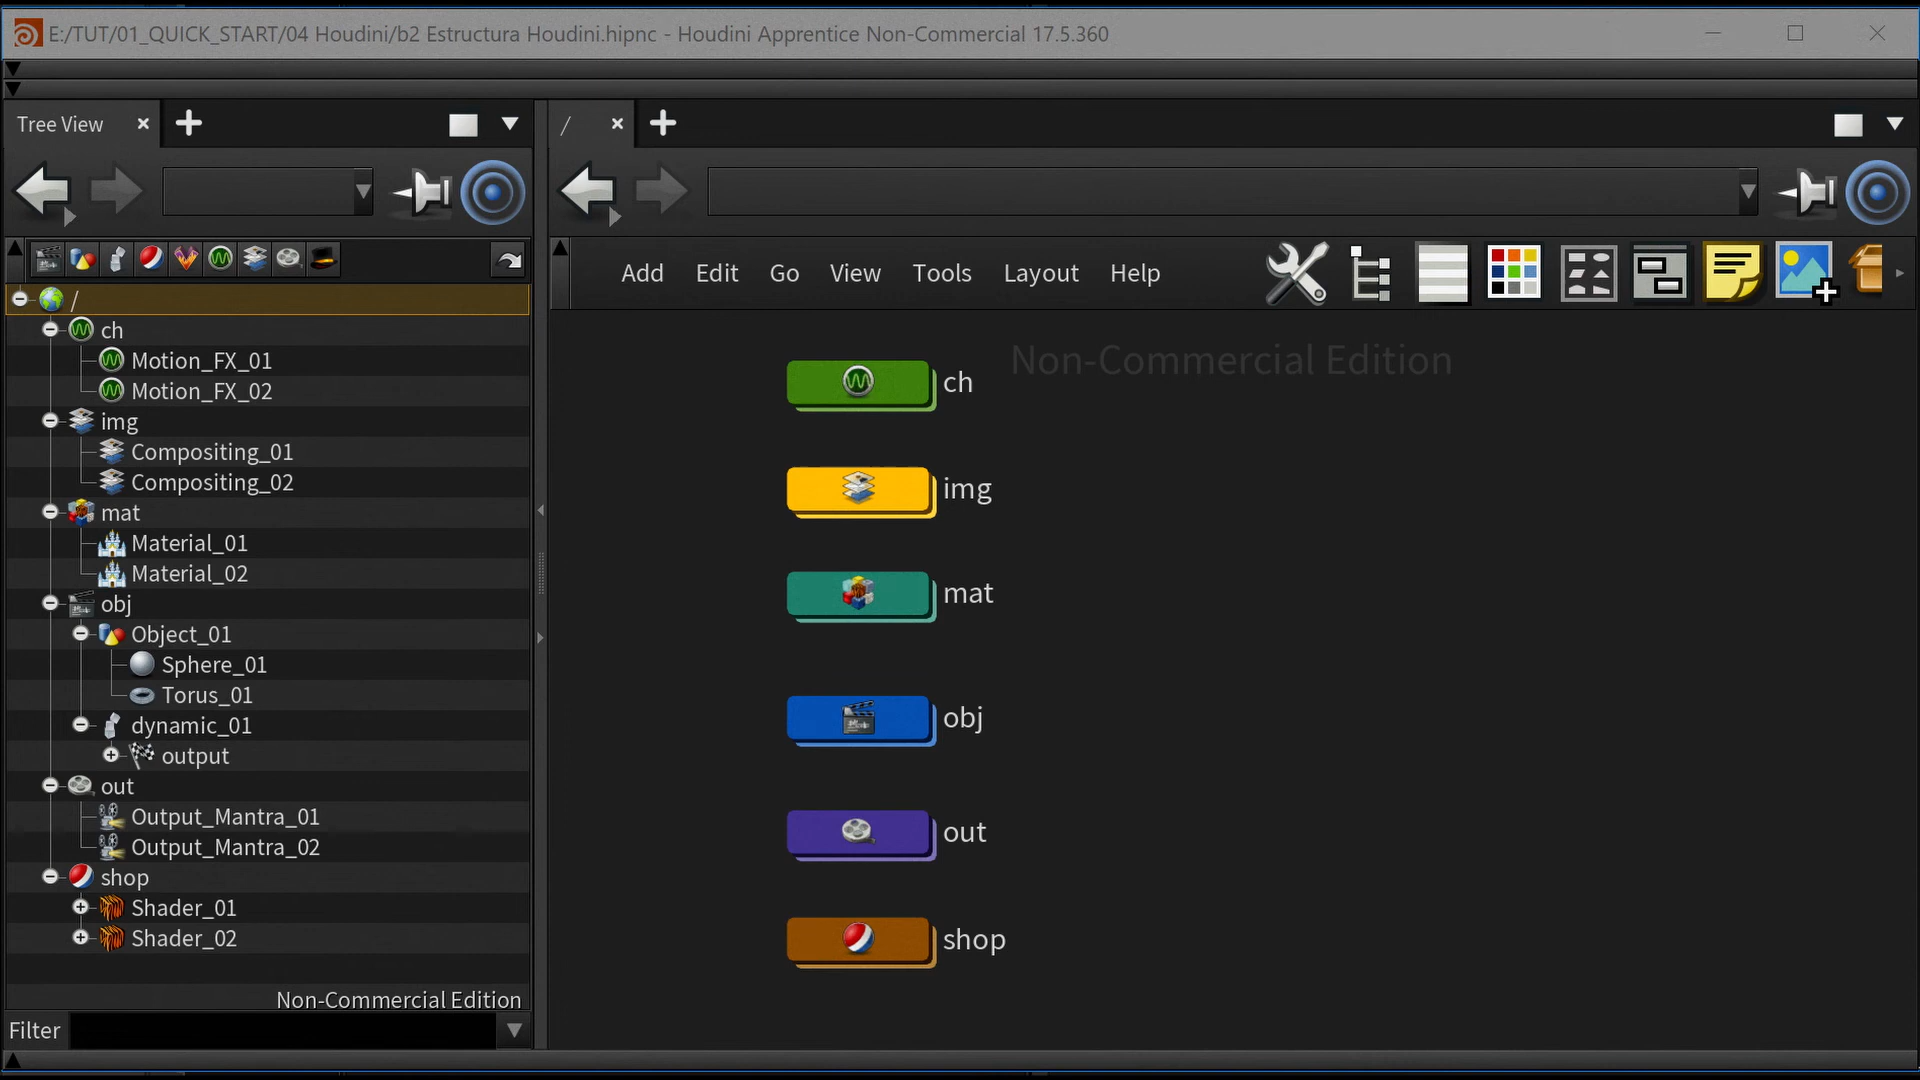 E:/TUT/01_QUICK_START/04 Houdini/b2 Estructura Houdini.hipnc - Houdini Apprentice Non-Commercial 17.5.360
Tree View
/
Add Edit Go View Tools Layout Help
/
ch
Motion_FX_01
Motion_FX_02
img
Compositing_01
Compositing_02
mat
Material_01
Material_02
obj
Object_01
Sphere_01
Torus_01
dynamic_01
output
out
Output_Mantra_01
Output_Mantra_02
shop
Shader_01
Shader_02
Non-Commercial Edition
Filter
Non-Commercial Edition
ch
img
mat
obj
out
shop